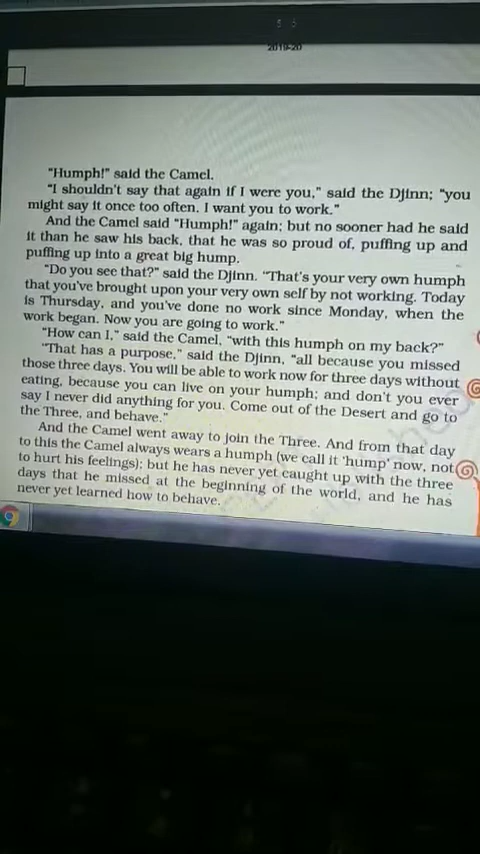 2019-20
"Humph!" said the Camel.
"I shouldn't say that again if I were you," said the Djinn; "you
might say it once too often. I want you to work."
And the Camel said "Humph!" again; but no sooner had he said
it than he saw his back, that he was so proud of, puffing up and
puffing up into a great big hump.
"Do you see that?" said the Djinn. "That's your very own humph
that you've brought upon your very own self by not working. Today
is Thursday, and you've done no work since Monday, when the
work began. Now you are going to work."
"How can I," said the Camel, "with this humph on my back?"
"That has a purpose," said the Djinn, "all because you missed
those three days. You will be able to work now for three days without
eating, because you can live on your humph; and don't you ever
say I never did anything for you. Come out of the Desert and go to
the Three, and behave."
And the Camel went away to join the Three. And from that day
to this the Camel always wears a humph (we call it 'hump' now, not
to hurt his feelings); but he has never yet caught up with the three
days that he missed at the beginning of the world, and he has
never yet learned how to behave.